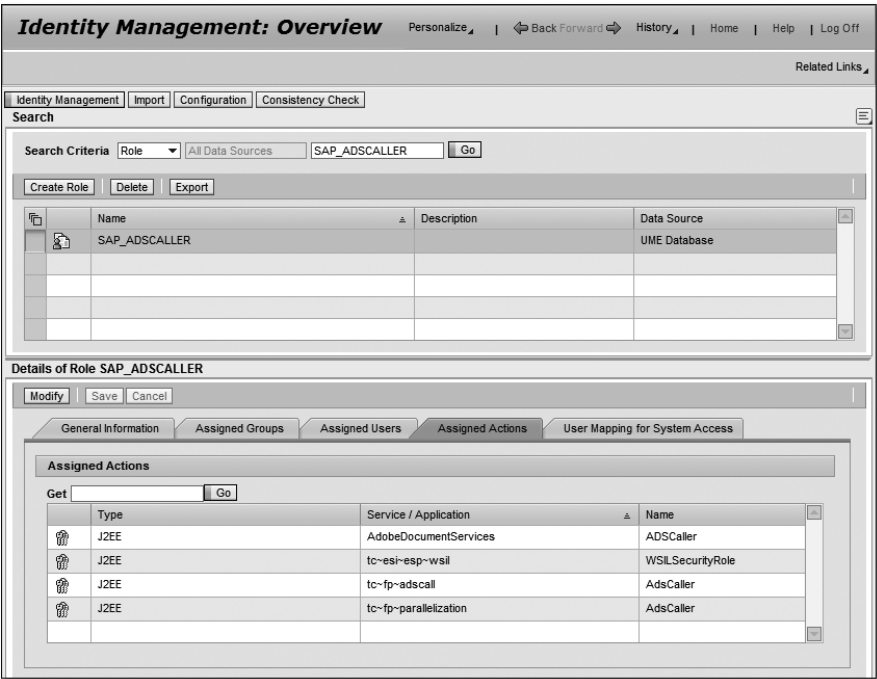 Identity Management: Overview Personalize | Back Forward History | Home | Help | Log Off
Related Links
Identity Management Import Configuration Consistency Check
Search
Search Criteria Role All Data Sources SAP_ADSCALLER Go
Create Role Delete Export
Name Description Data Source
SAP_ADSCALLER UME Database
Details of Role SAP_ADSCALLER
Modify Save Cancel
General Information Assigned Groups Assigned Users Assigned Actions User Mapping for System Access
Assigned Actions
Get Go
Type Service / Application Name
J2EE AdobeDocumentServices ADSCaller
J2EE tc~esi~esp~wsil WSILSecurityRole
J2EE tc~fp~adscall AdsCaller
J2EE tc~fp~parallelization AdsCaller